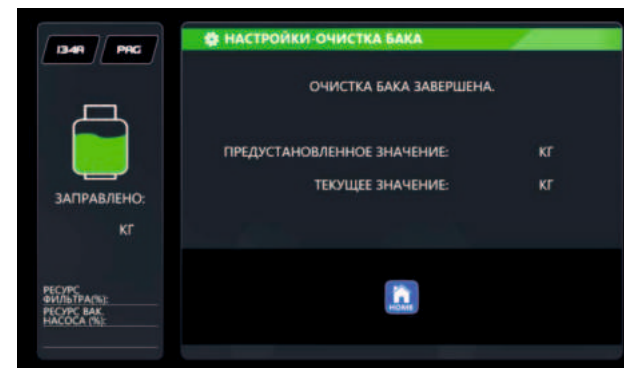 134A PAG
ЗАПРАВЛЕНО:
КГ
РЕСУРС
ФИЛЬТРА(%):
РЕСУРС ВАК.
НАСОСА (%):
НАСТРОЙКИ-ОЧИСТКА БАКА
ОЧИСТКА БАКА ЗАВЕРШЕНА.
ПРЕДУСТАНОВЛЕННОЕ ЗНАЧЕНИЕ: КГ
ТЕКУЩЕЕ ЗНАЧЕНИЕ: КГ
HOME